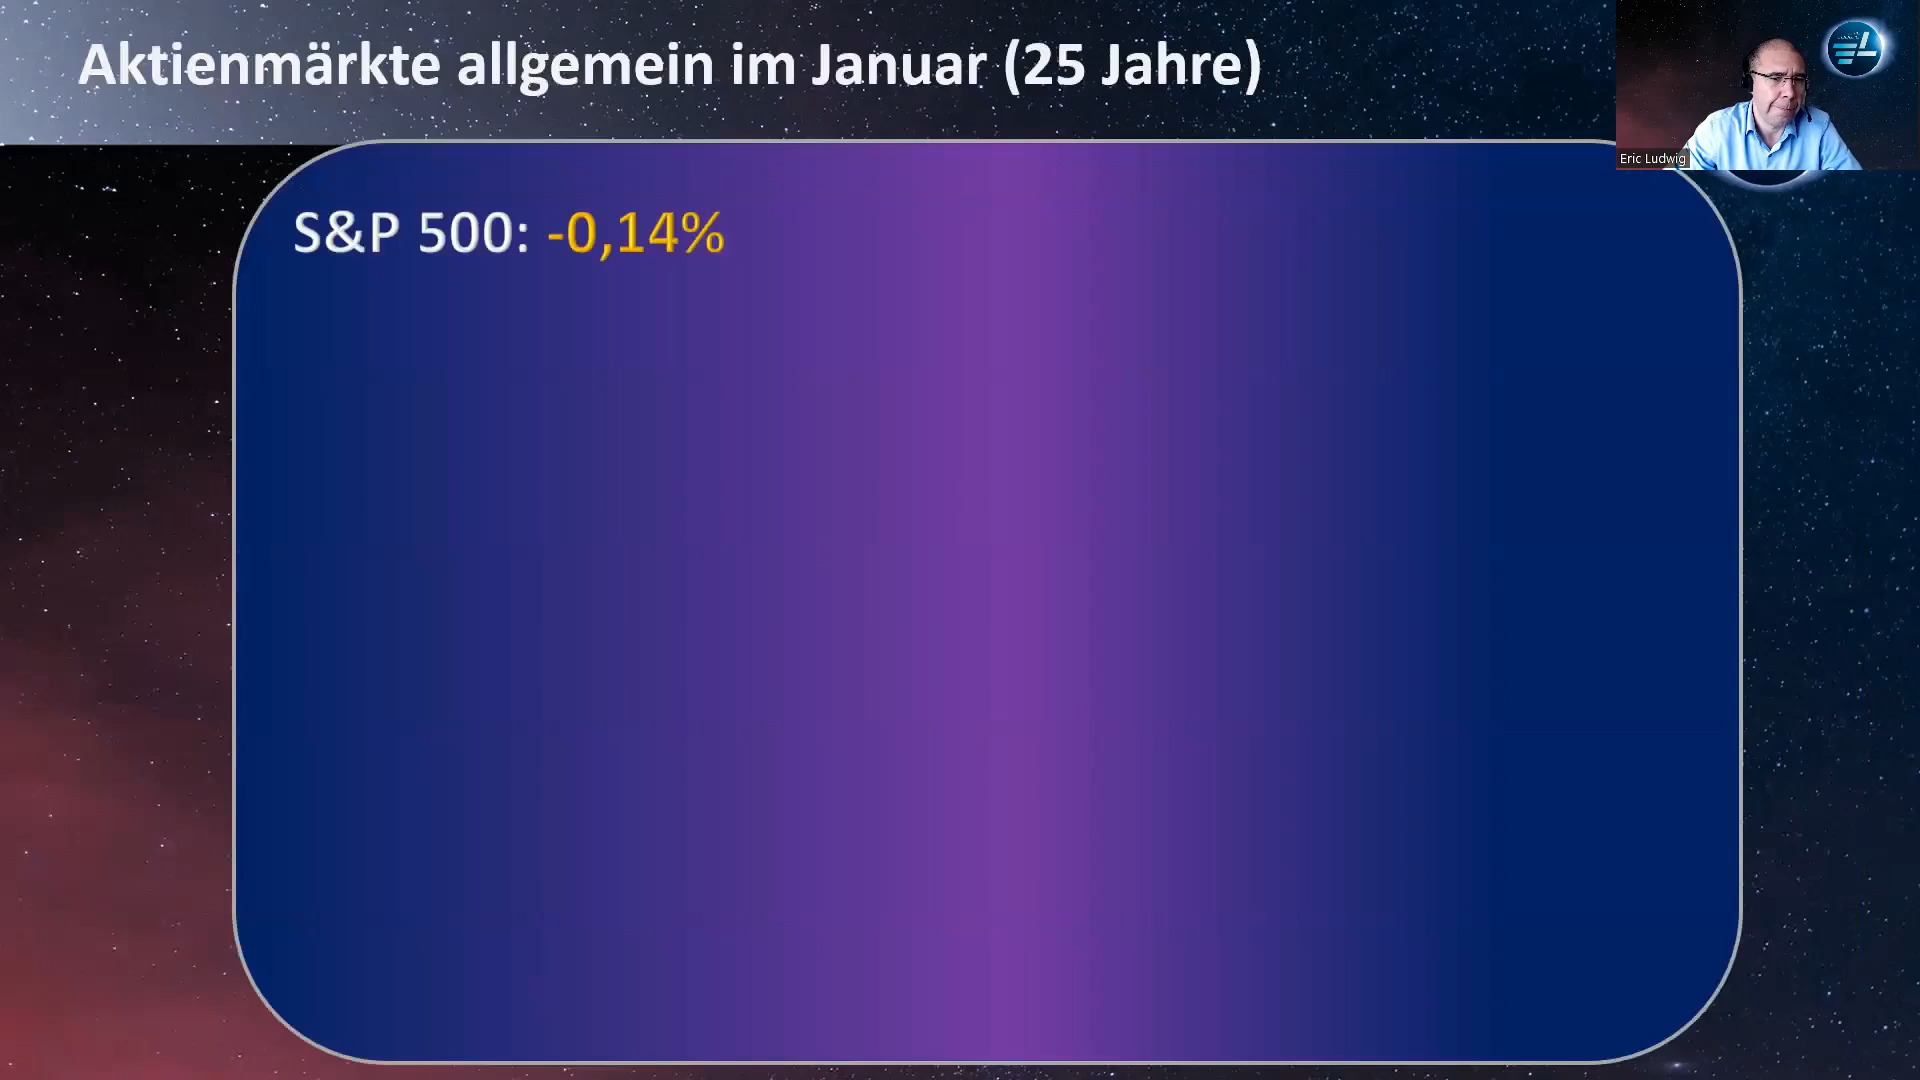 Aktienmärkte allgemein im Januar (25 Jahre)
Eric Ludwig
S&P 500: -0,14%